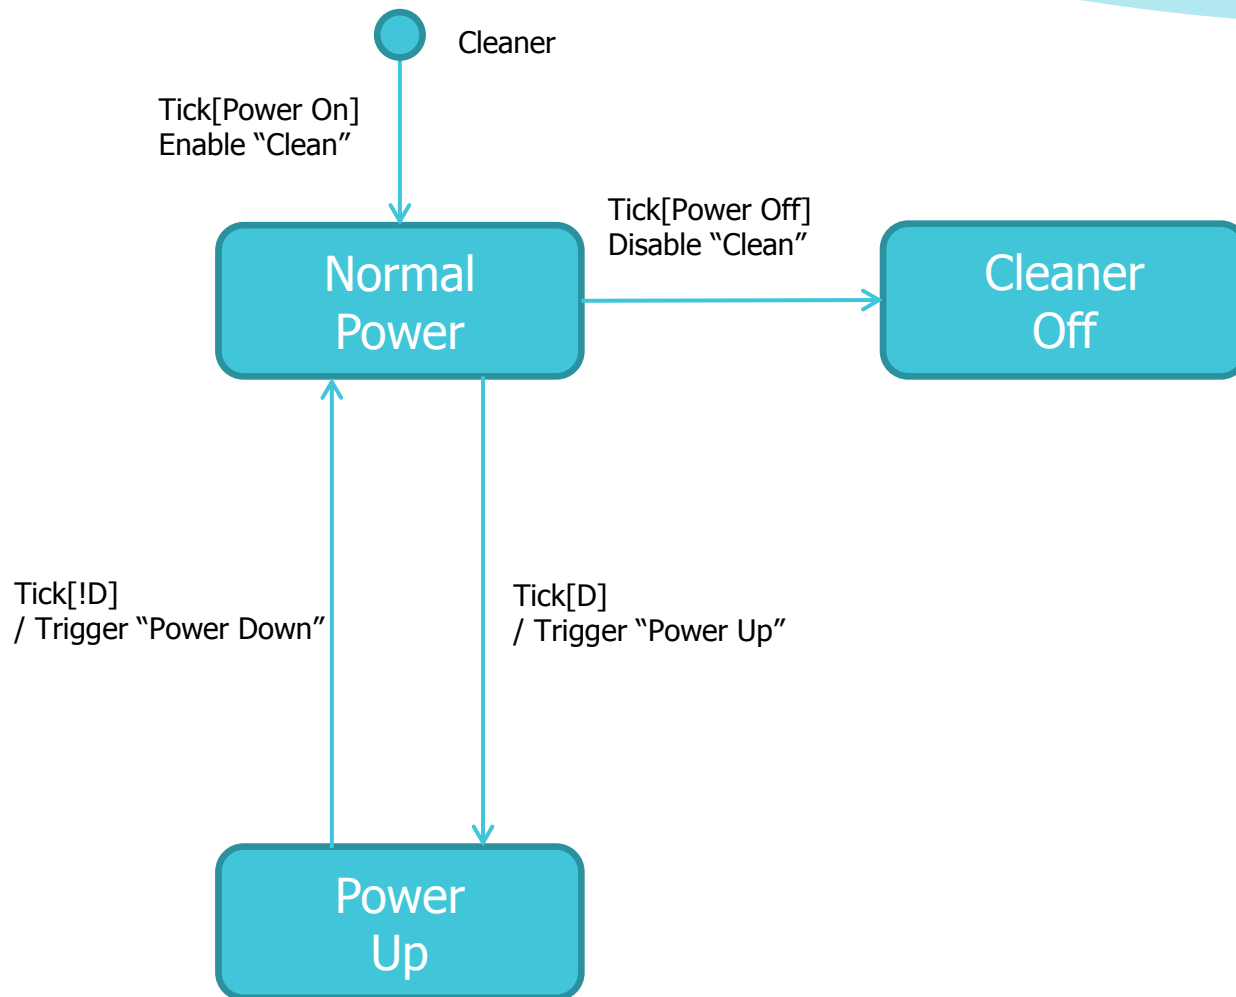 Cleaner
Tick[Power On]
Enable “Clean”
Tick[Power Off]
Disable “Clean”
Normal
Power
Cleaner
Off
Tick[!D]
/ Trigger “Power Down”
Tick[D]
/ Trigger “Power Up”
Power
Up